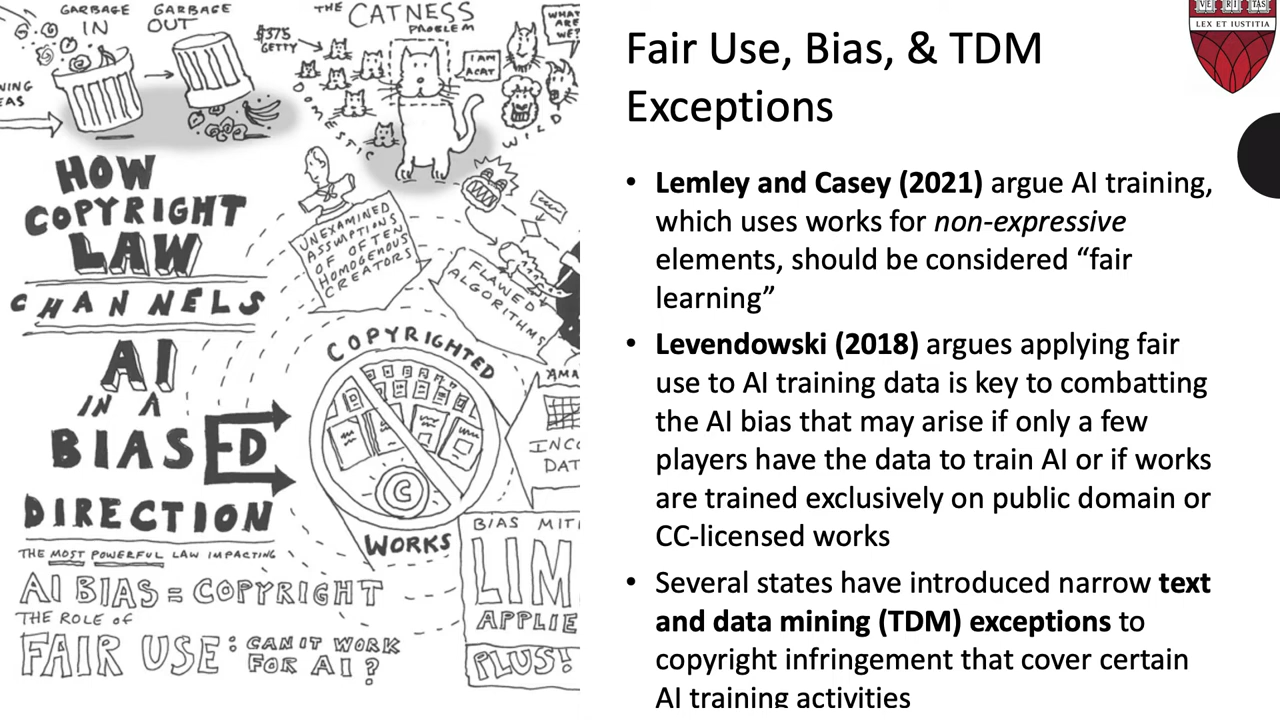 GARBAGE IN
GARBAGE OUT
THE CATNESS PROBLEM
$375 GETTY
DOMESTIC
I AM A CAT
WHAT ARE WE?
WILD
HOW
COPYRIGHT
LAW
CHANNELS
AI
IN A
BIASED
DIRECTION
THE MOST POWERFUL LAW IMPACTING
AI BIAS = COPYRIGHT
THE ROLE OF
FAIR USE: CAN IT WORK
FOR AI?
UNEXAMINED
ASSUMPTIONS
OF OFTEN
HOMOGENOUS
CREATORS
FLAWED
ALGORITHMS
COPYRIGHTED
©
WORKS
BIAS MITI
LIM
APPLIE
PLUS!
VE RI TAS
LEX ET IUSTITIA
Fair Use, Bias, & TDM
Exceptions
• Lemley and Casey (2021) argue AI training,
which uses works for non-expressive
elements, should be considered “fair
learning”
• Levendowski (2018) argues applying fair
use to AI training data is key to combatting
the AI bias that may arise if only a few
players have the data to train AI or if works
are trained exclusively on public domain or
CC-licensed works
• Several states have introduced narrow text
and data mining (TDM) exceptions to
copyright infringement that cover certain
AI training activities